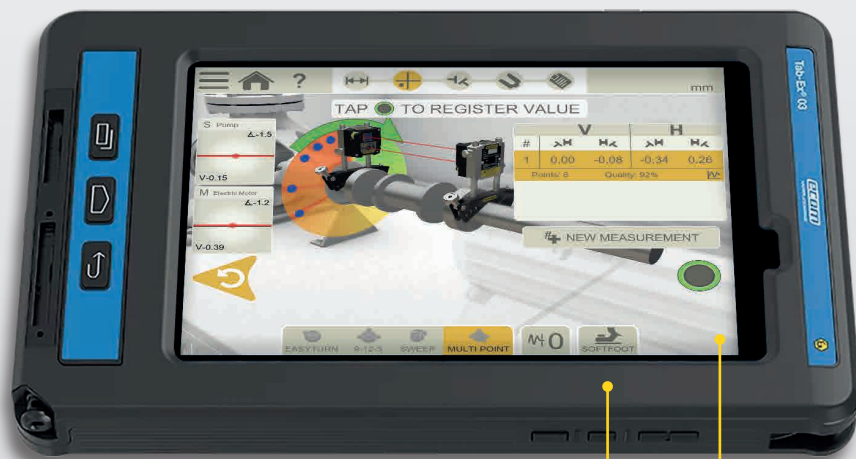 ?
mm
TAP TO REGISTER VALUE
S Pump
∡-1.5
V-0.15
M Electric Motor
∡-1.2
V-0.39
V H
#
1 0,00 -0,08 -0,34 0,26
Points: 6 Quality: 92%
NEW MEASUREMENT
EASYTURN 9-12-3 SWEEP MULTI POINT 0 SOFTFOOT
Tab-Ex® 03
ecom